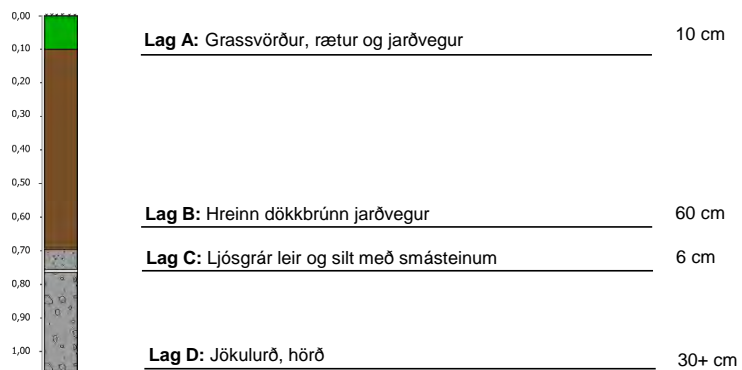 0,00
Lag A: Grassvörður, rætur og jarðvegur 10 cm
0,10
0,20
0,30
0,40
0,50
0,60
Lag B: Hreinn dökkbrúnn jarðvegur 60 cm
0,70
Lag C: Ljósgrár leir og silt með smásteinum 6 cm
0,80
0,90
1,00
Lag D: Jökulurð, hörð 30+ cm